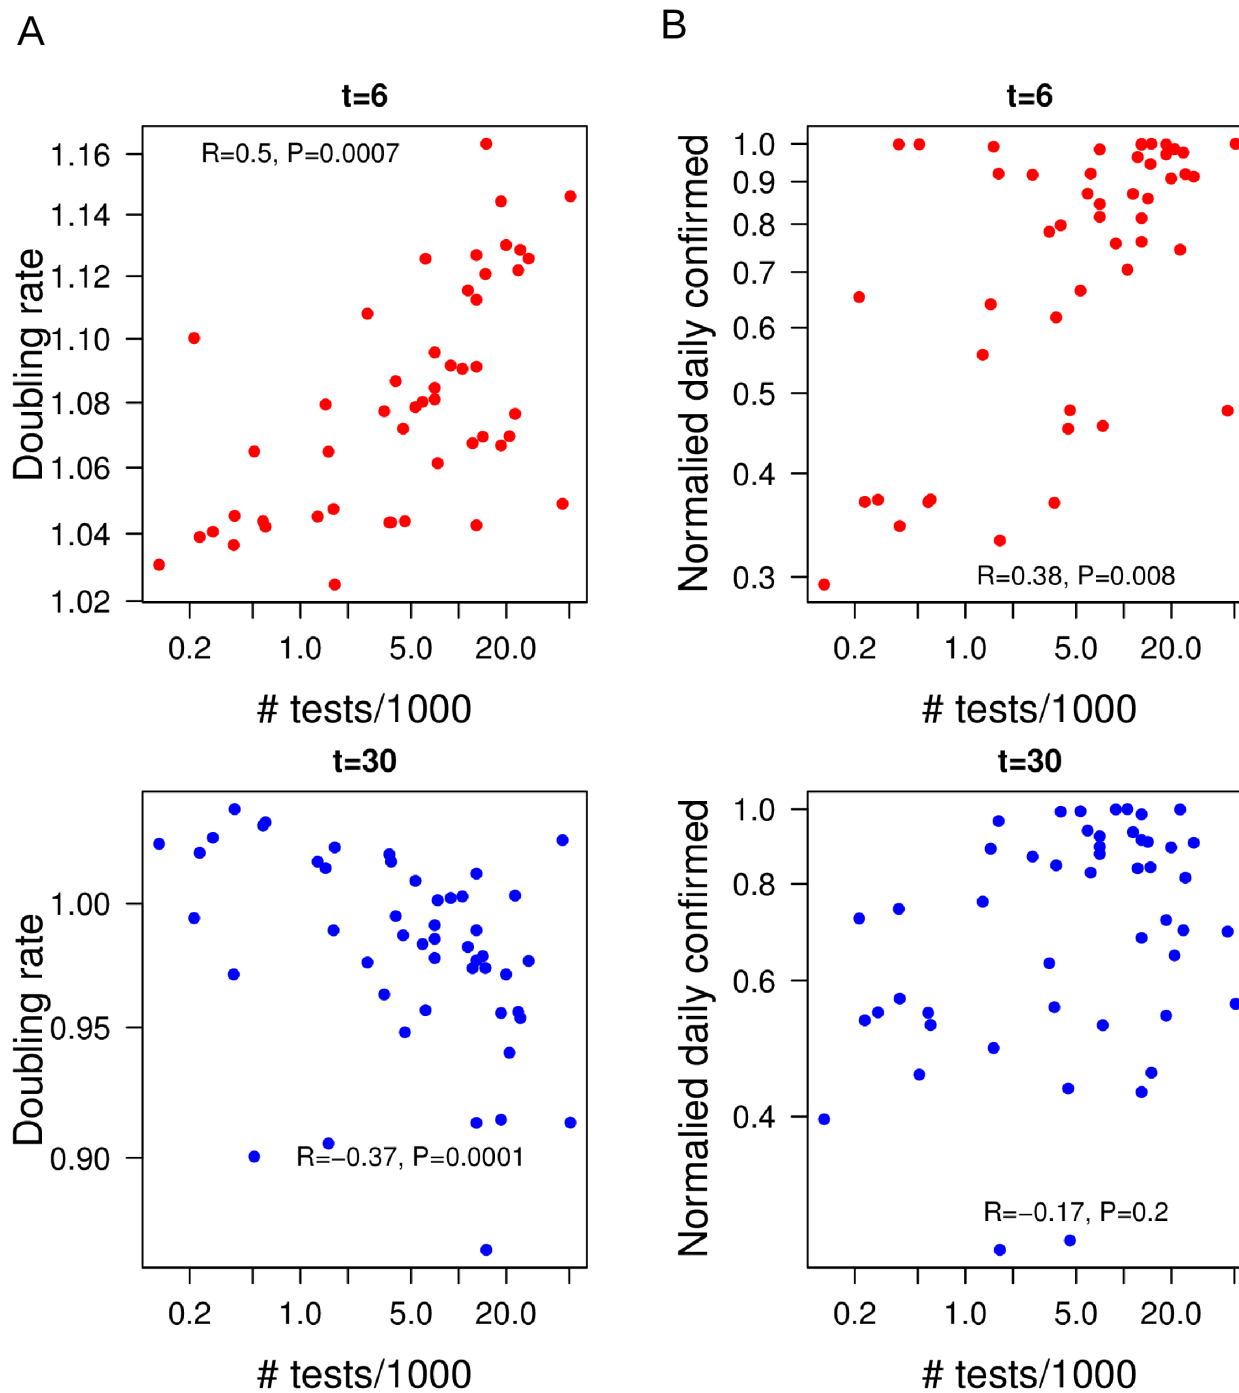 A
t=6
R=0.5, P=0.0007
Doubling rate
1.16
1.14
1.12
1.10
1.08
1.06
1.04
1.02
0.2 1.0 5.0 20.0
# tests/1000
B
t=6
Normalied daily confirmed
1.0
0.9
0.8
0.7
0.6
0.5
0.4
0.3
R=0.38, P=0.008
0.2 1.0 5.0 20.0
# tests/1000
t=30
Doubling rate
1.00
0.95
0.90
R=−0.37, P=0.0001
0.2 1.0 5.0 20.0
# tests/1000
t=30
Normalied daily confirmed
1.0
0.8
0.6
0.4
R=−0.17, P=0.2
0.2 1.0 5.0 20.0
# tests/1000